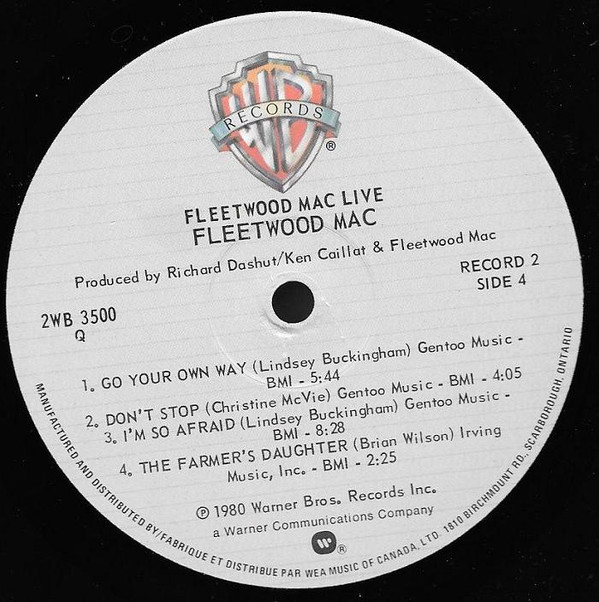 WB
RECORDS
®
FLEETWOOD MAC LIVE
FLEETWOOD MAC
Produced by Richard Dashut/Ken Caillat & Fleetwood Mac
2WB 3500
Q
RECORD 2
SIDE 4
1. GO YOUR OWN WAY (Lindsey Buckingham) Gentoo Music -
BMI - 5:44
2. DON'T STOP (Christine McVie) Gentoo Music - BMI - 4:05
3. I'M SO AFRAID (Lindsey Buckingham) Gentoo Music -
BMI - 8:28
4. THE FARMER'S DAUGHTER (Brian Wilson) Irving
Music, Inc. - BMI - 2:25
℗ 1980 Warner Bros. Records Inc.
a Warner Communications Company
®
MANUFACTURED AND DISTRIBUTED BY/FABRIQUE ET DISTRIBUE PAR WEA MUSIC OF CANADA, LTD. 1810 BIRCHMOUNT RD. SCARBOROUGH, ONTARIO